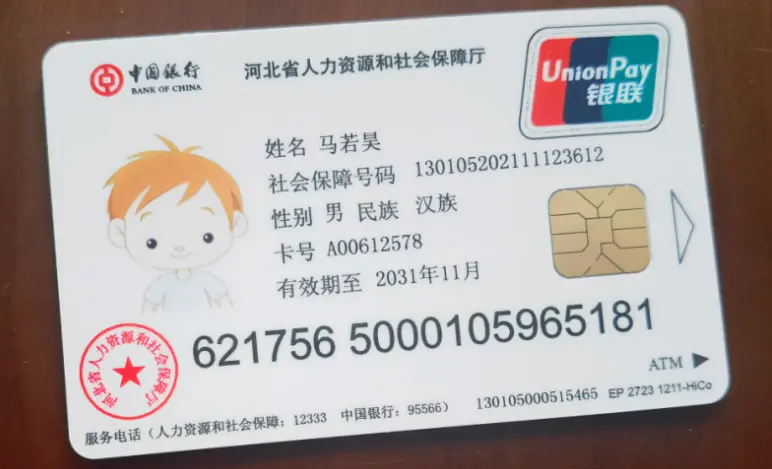 中国银行
BANK OF CHINA
河北省人力资源和社会保障厅
UnionPay
银联
姓名 马若昊
社会保障号码 130105202111123612
性别 男 民族 汉族
卡号 A00612578
有效期至 2031年11月
621756 5000105965181
河北省人力资源和社会保障厅
ATM
服务电话（人力资源和社会保障：12333 中国银行：95566） 130105000515465 EP 2723 1211-HiCo